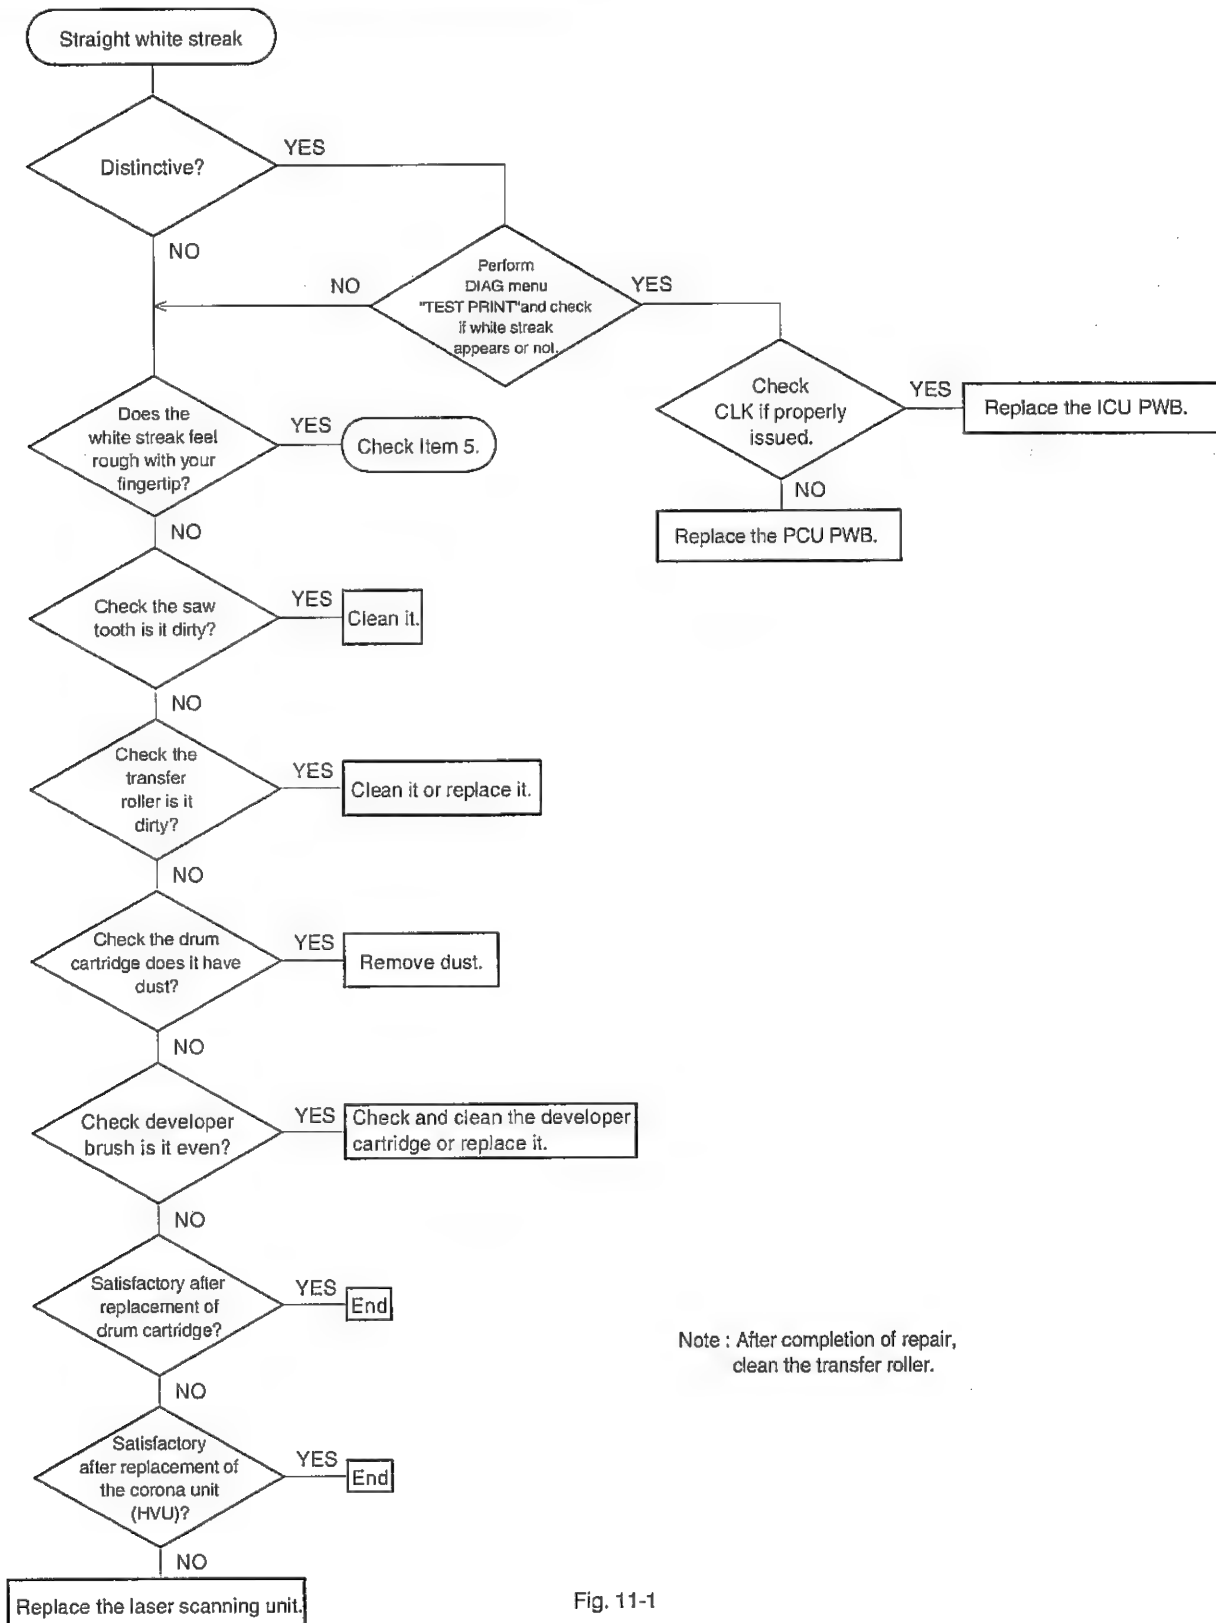 Straight white streak
Distinctive?
YES
NO
Perform
DIAG menu
"TEST PRINT"and check
if white streak
appears or not.
NO
YES
Check
CLK if properly
issued.
YES
Replace the ICU PWB.
NO
Replace the PCU PWB.
Does the
white streak feel
rough with your
fingertip?
YES
Check Item 5.
NO
Check the saw
tooth is it dirty?
YES
Clean it.
NO
Check the
transfer
roller is it
dirty?
YES
Clean it or replace it.
NO
Check the drum
cartridge does it have
dust?
YES
Remove dust.
NO
Check developer
brush is it even?
YES
Check and clean the developer
cartridge or replace it.
NO
Satisfactory after
replacement of
drum cartridge?
YES
End
NO
Satisfactory
after replacement of
the corona unit
(HVU)?
YES
End
NO
Replace the laser scanning unit.
Note : After completion of repair,
clean the transfer roller.
Fig. 11-1